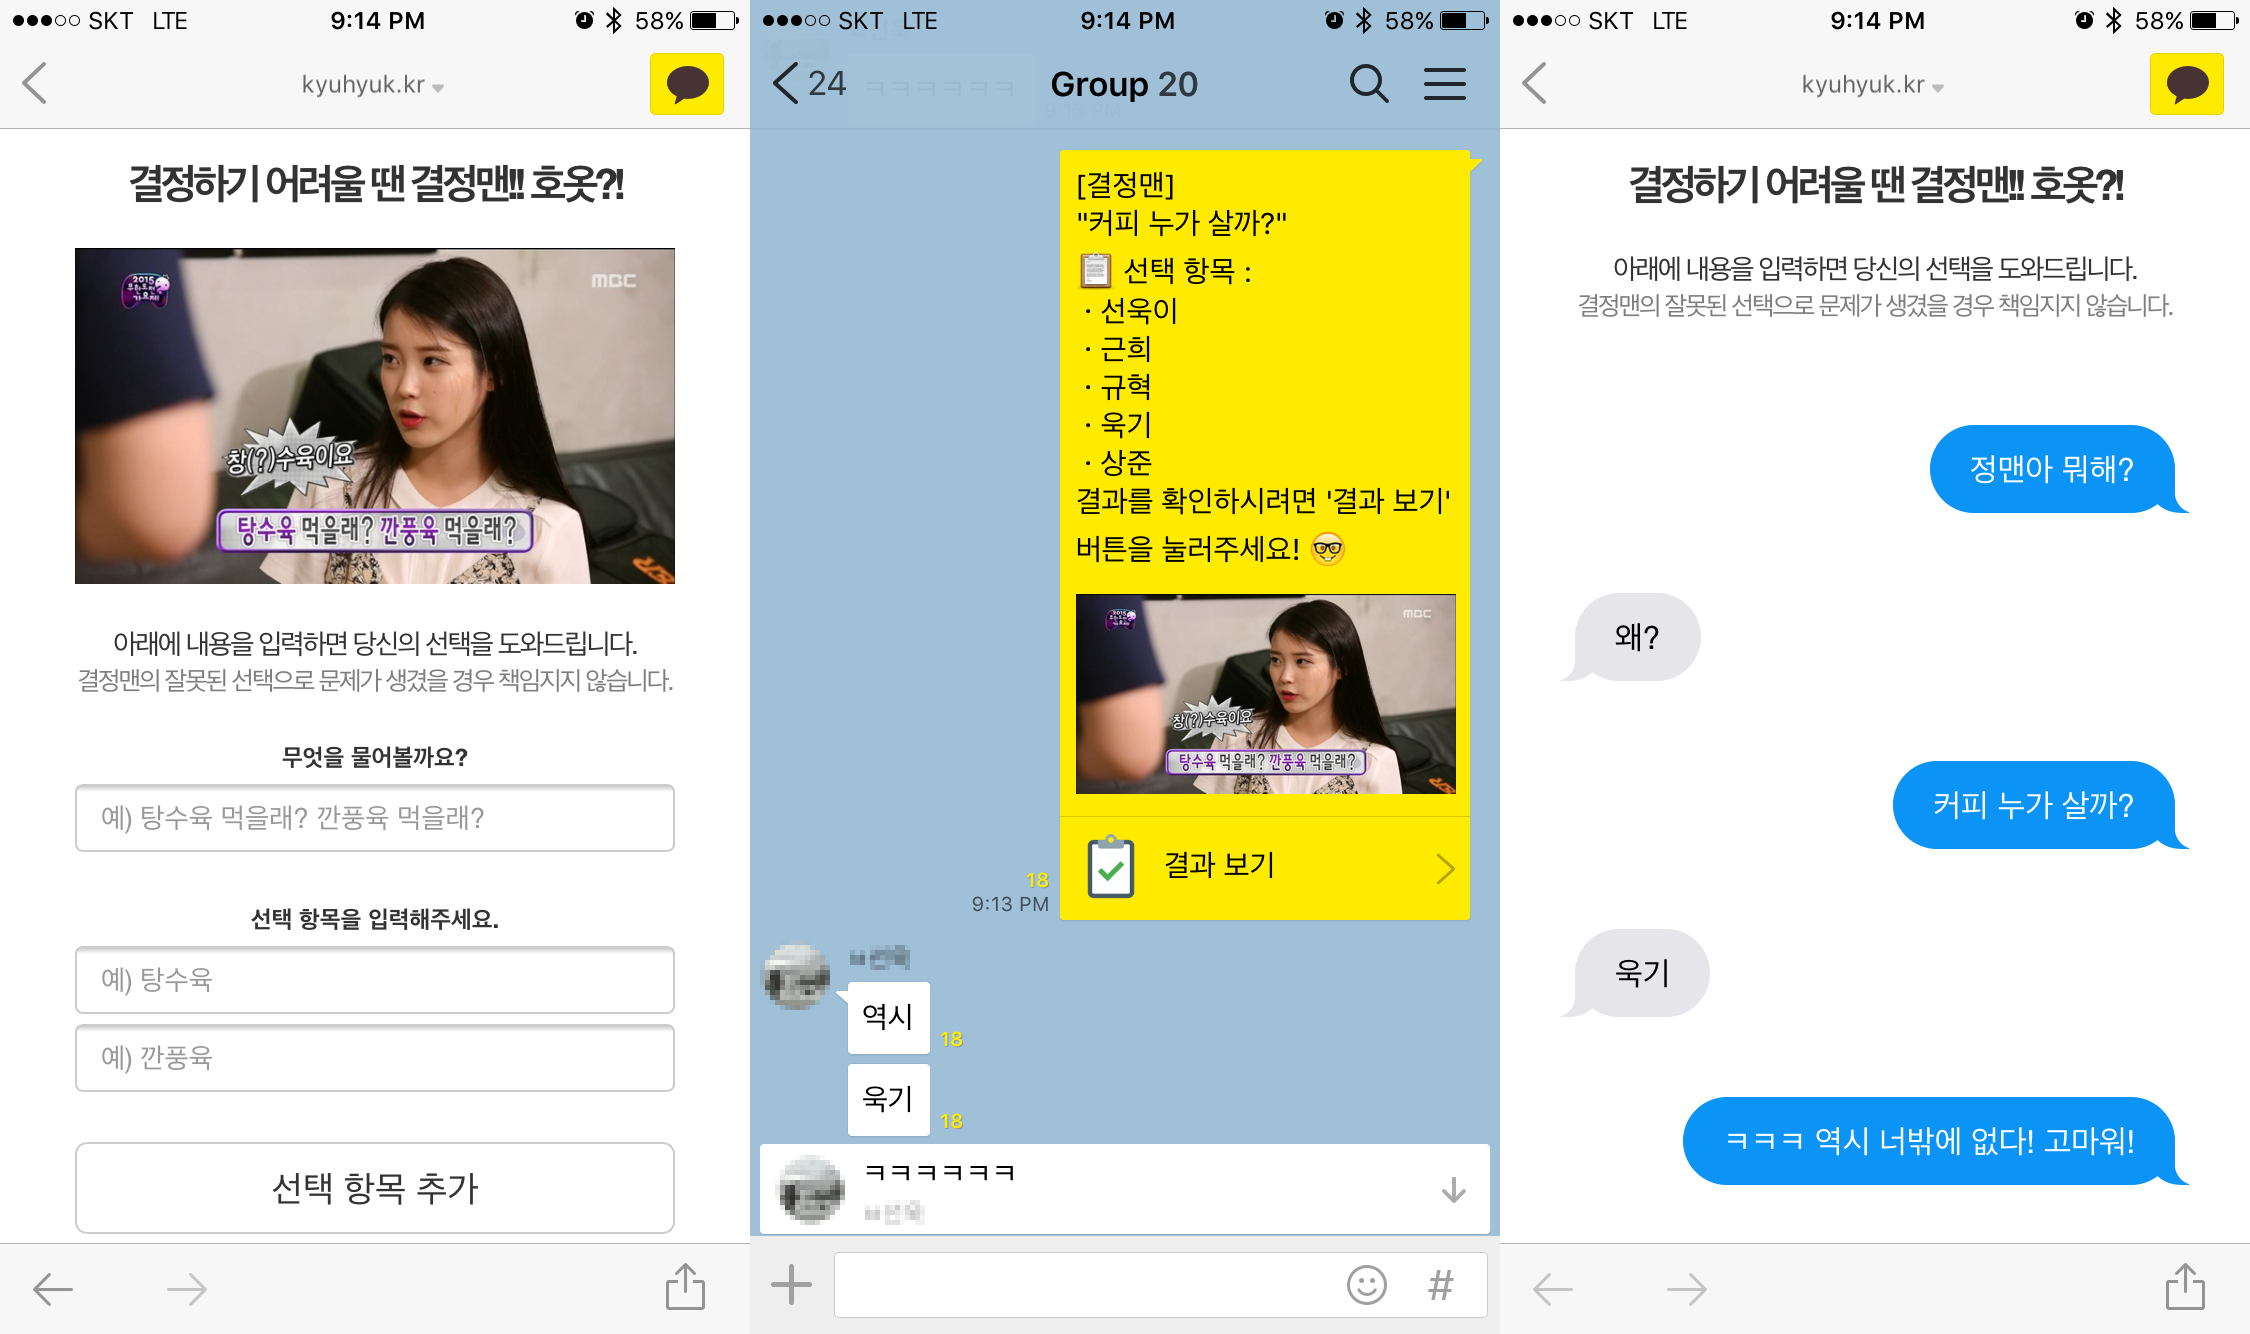 SKT LTE 9:14 PM 58%
kyuhyuk.kr
결정하기 어려울 땐 결정맨!! 호옷?!
2015
무한도전
가요제
MBC
창(?)수육이요
탕수육 먹을래? 깐풍육 먹을래?
아래에 내용을 입력하면 당신의 선택을 도와드립니다.
결정맨의 잘못된 선택으로 문제가 생겼을 경우 책임지지 않습니다.
무엇을 물어볼까요?
예) 탕수육 먹을래? 깐풍육 먹을래?
선택 항목을 입력해주세요.
예) 탕수육
예) 깐풍육
선택 항목 추가
SKT LTE 9:14 PM 58%
24 Group 20
ㅋㅋㅋㅋㅋㅋ
9:13 PM
[결정맨]
"커피 누가 살까?"
선택 항목 :
· 선욱이
· 근희
· 규혁
· 욱기
· 상준
결과를 확인하시려면 '결과 보기'
버튼을 눌러주세요!
MBC
창(?)수육이요
탕수육 먹을래? 깐풍육 먹을래?
결과 보기
18
9:13 PM
역시
18
욱기
18
ㅋㅋㅋㅋㅋㅋ
#
SKT LTE 9:14 PM 58%
kyuhyuk.kr
결정하기 어려울 땐 결정맨!! 호옷?!
아래에 내용을 입력하면 당신의 선택을 도와드립니다.
결정맨의 잘못된 선택으로 문제가 생겼을 경우 책임지지 않습니다.
정맨아 뭐해?
왜?
커피 누가 살까?
욱기
ㅋㅋㅋ 역시 너밖에 없다! 고마워!